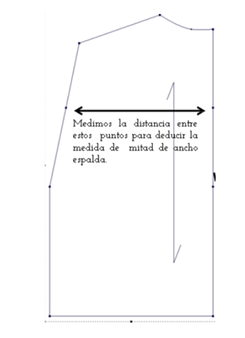 Medimos la distancia entre
estos puntos para deducir la
medida de mitad de ancho
espalda.